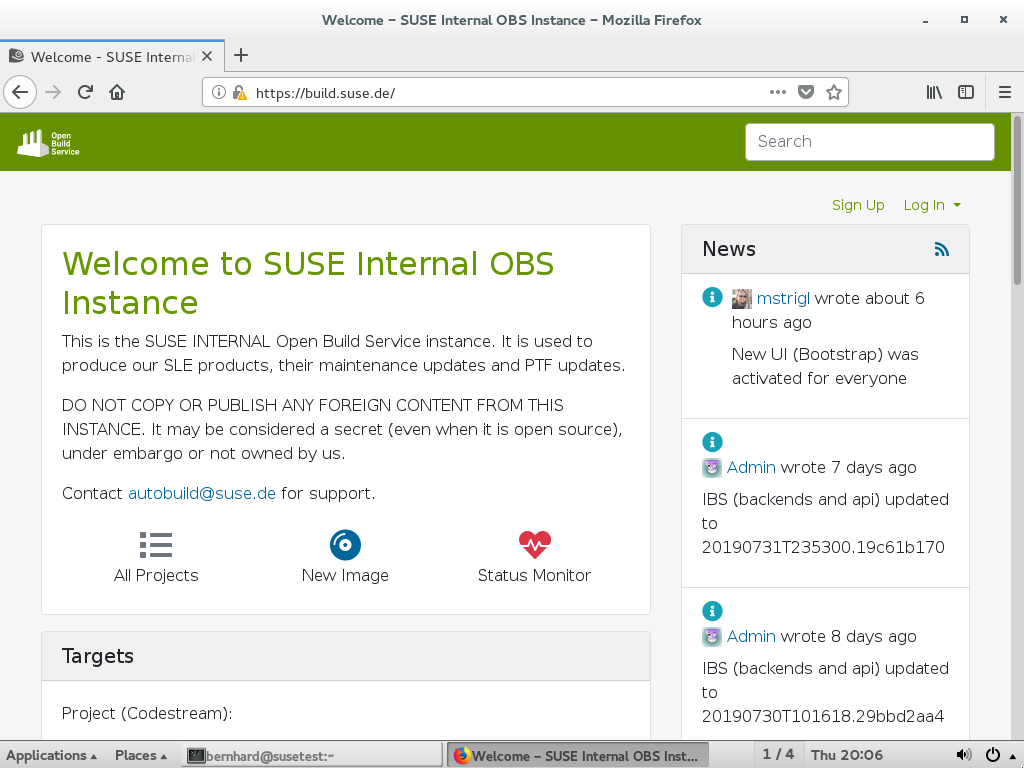 Welcome – SUSE Internal OBS Instance – Mozilla Firefox
Welcome - SUSE Interna
https://build.suse.de/
Open
Build
Service
Search
Sign Up
Log In
Welcome to SUSE Internal OBS
Instance
This is the SUSE INTERNAL Open Build Service instance. It is used to
produce our SLE products, their maintenance updates and PTF updates.
DO NOT COPY OR PUBLISH ANY FOREIGN CONTENT FROM THIS
INSTANCE. It may be considered a secret (even when it is open source),
under embargo or not owned by us.
Contact autobuild@suse.de for support.
All Projects
New Image
Status Monitor
Targets
Project (Codestream):
News
mstrigl wrote about 6
hours ago
New UI (Bootstrap) was
activated for everyone
Admin wrote 7 days ago
IBS (backends and api) updated
to
20190731T235300.19c61b170
Admin wrote 8 days ago
IBS (backends and api) updated
to
20190730T101618.29bbd2aa4
Applications
Places
bernhard@susetest:~
Welcome – SUSE Internal OBS Inst...
1 / 4
Thu 20:06